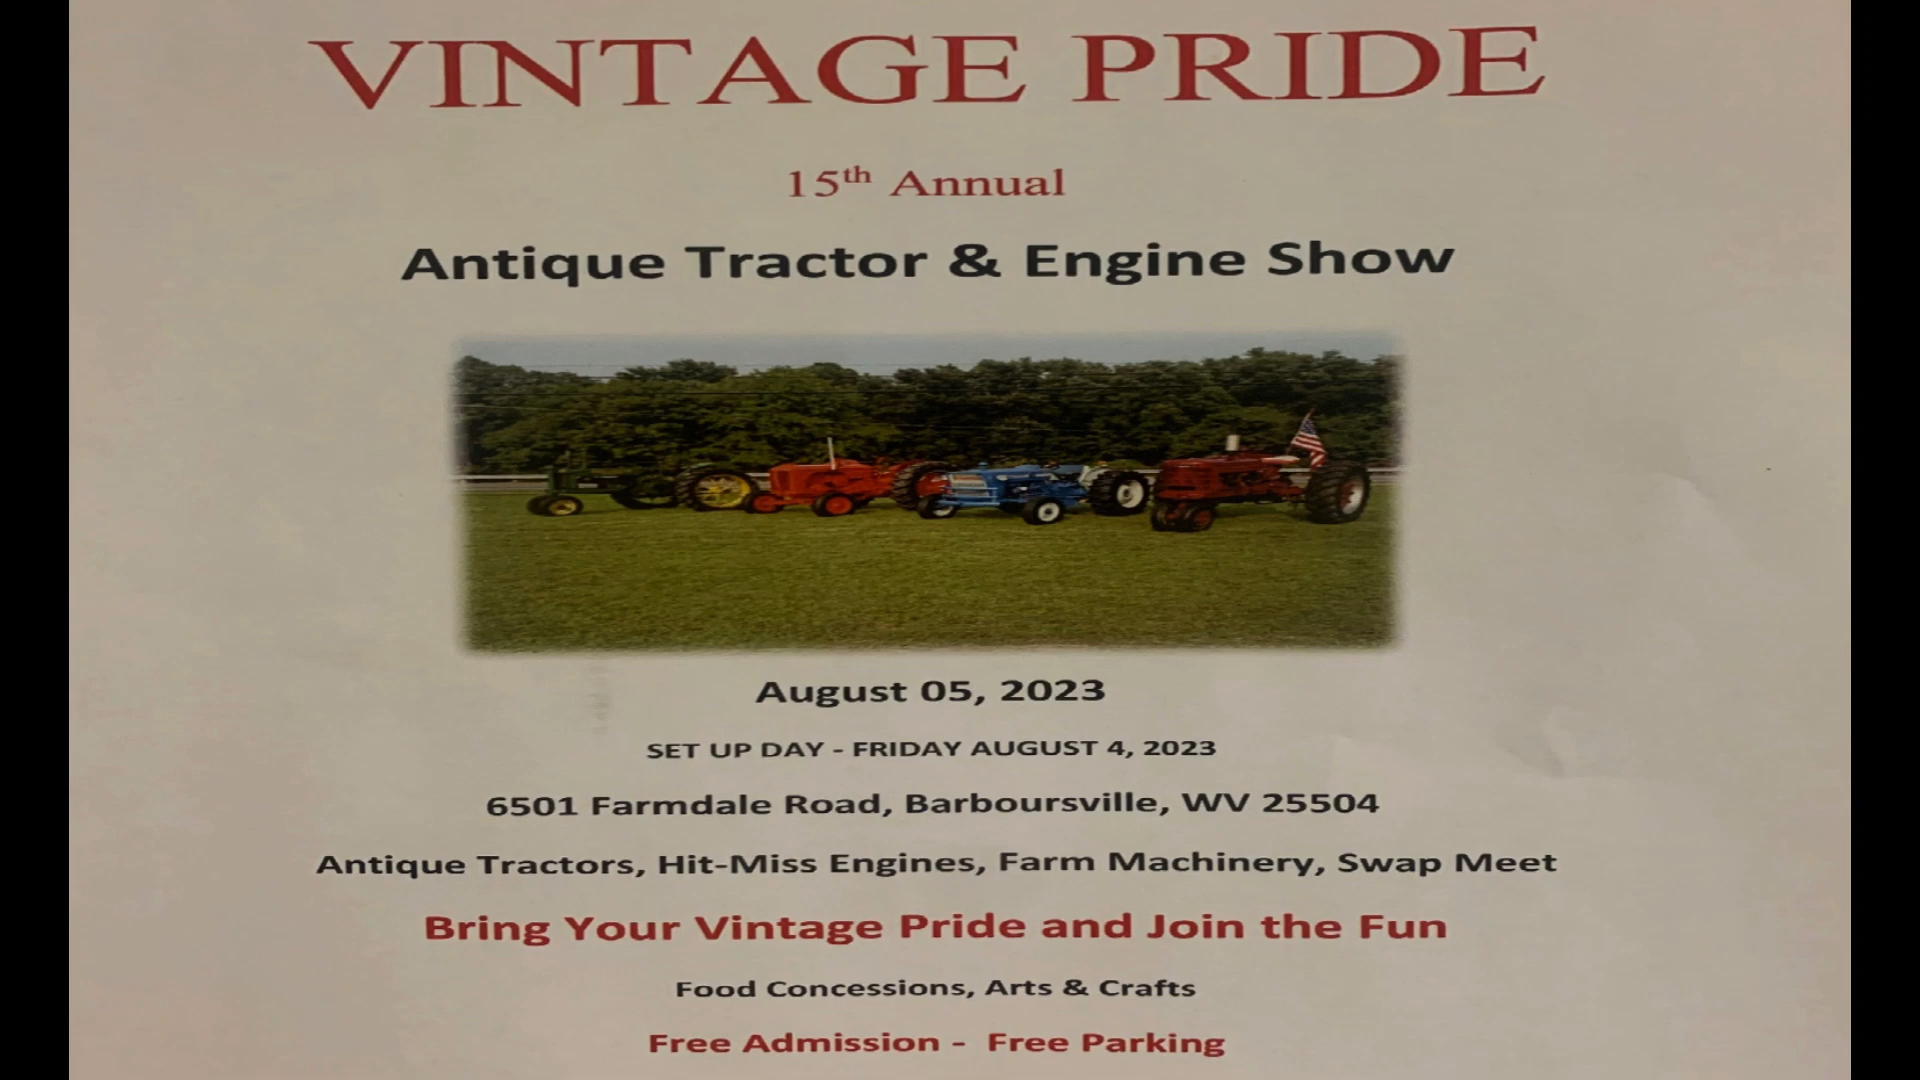 VINTAGE PRIDE
15th Annual
Antique Tractor & Engine Show
August 05, 2023
SET UP DAY - FRIDAY AUGUST 4, 2023
6501 Farmdale Road, Barboursville, WV 25504
Antique Tractors, Hit-Miss Engines, Farm Machinery, Swap Meet
Bring Your Vintage Pride and Join the Fun
Food Concessions, Arts & Crafts
Free Admission - Free Parking